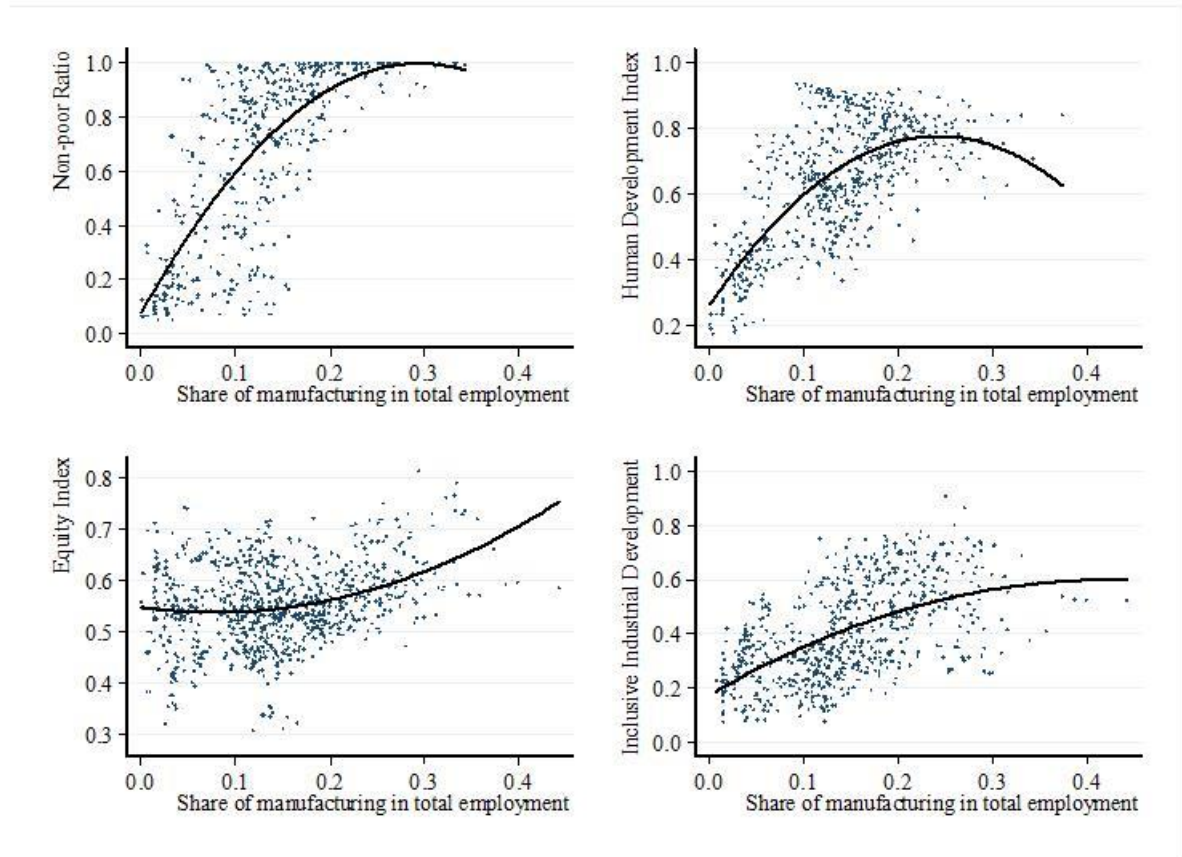 Non-poor Ratio
1.0
0.8
0.6
0.4
0.2
0.0
0.0 0.1 0.2 0.3 0.4
Share of manufacturing in total employment
Human Development Index
1.0
0.8
0.6
0.4
0.2
0.0 0.1 0.2 0.3 0.4
Share of manufacturing in total employment
Equity Index
0.8
0.7
0.6
0.5
0.4
0.3
0.0 0.1 0.2 0.3 0.4
Share of manufacturing in total employment
Inclusive Industrial Development
1.0
0.8
0.6
0.4
0.2
0.0
0.0 0.1 0.2 0.3 0.4
Share of manufacturing in total employment